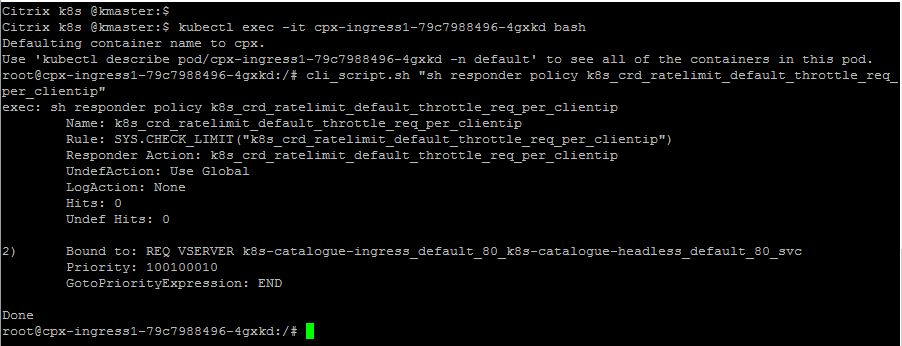 Citrix k8s @kmaster:$
Citrix k8s @kmaster:$ kubectl exec -it cpx-ingress1-79c7988496-4gxkd bash
Defaulting container name to cpx.
Use 'kubectl describe pod/cpx-ingress1-79c7988496-4gxkd -n default' to see all of the containers in this pod.
root@cpx-ingress1-79c7988496-4gxkd:/# cli_script.sh "sh responder policy k8s_crd_ratelimit_default_throttle_req_
per_clientip"
exec: sh responder policy k8s_crd_ratelimit_default_throttle_req_per_clientip
        Name: k8s_crd_ratelimit_default_throttle_req_per_clientip
        Rule: SYS.CHECK_LIMIT("k8s_crd_ratelimit_default_throttle_req_per_clientip")
        Responder Action: k8s_crd_ratelimit_default_throttle_req_per_clientip
        UndefAction: Use Global
        LogAction: None
        Hits: 0
        Undef Hits: 0
2)      Bound to: REQ VSERVER k8s-catalogue-ingress_default_80_k8s-catalogue-headless_default_80_svc
        Priority: 100100010
        GotoPriorityExpression: END
Done
root@cpx-ingress1-79c7988496-4gxkd:/#